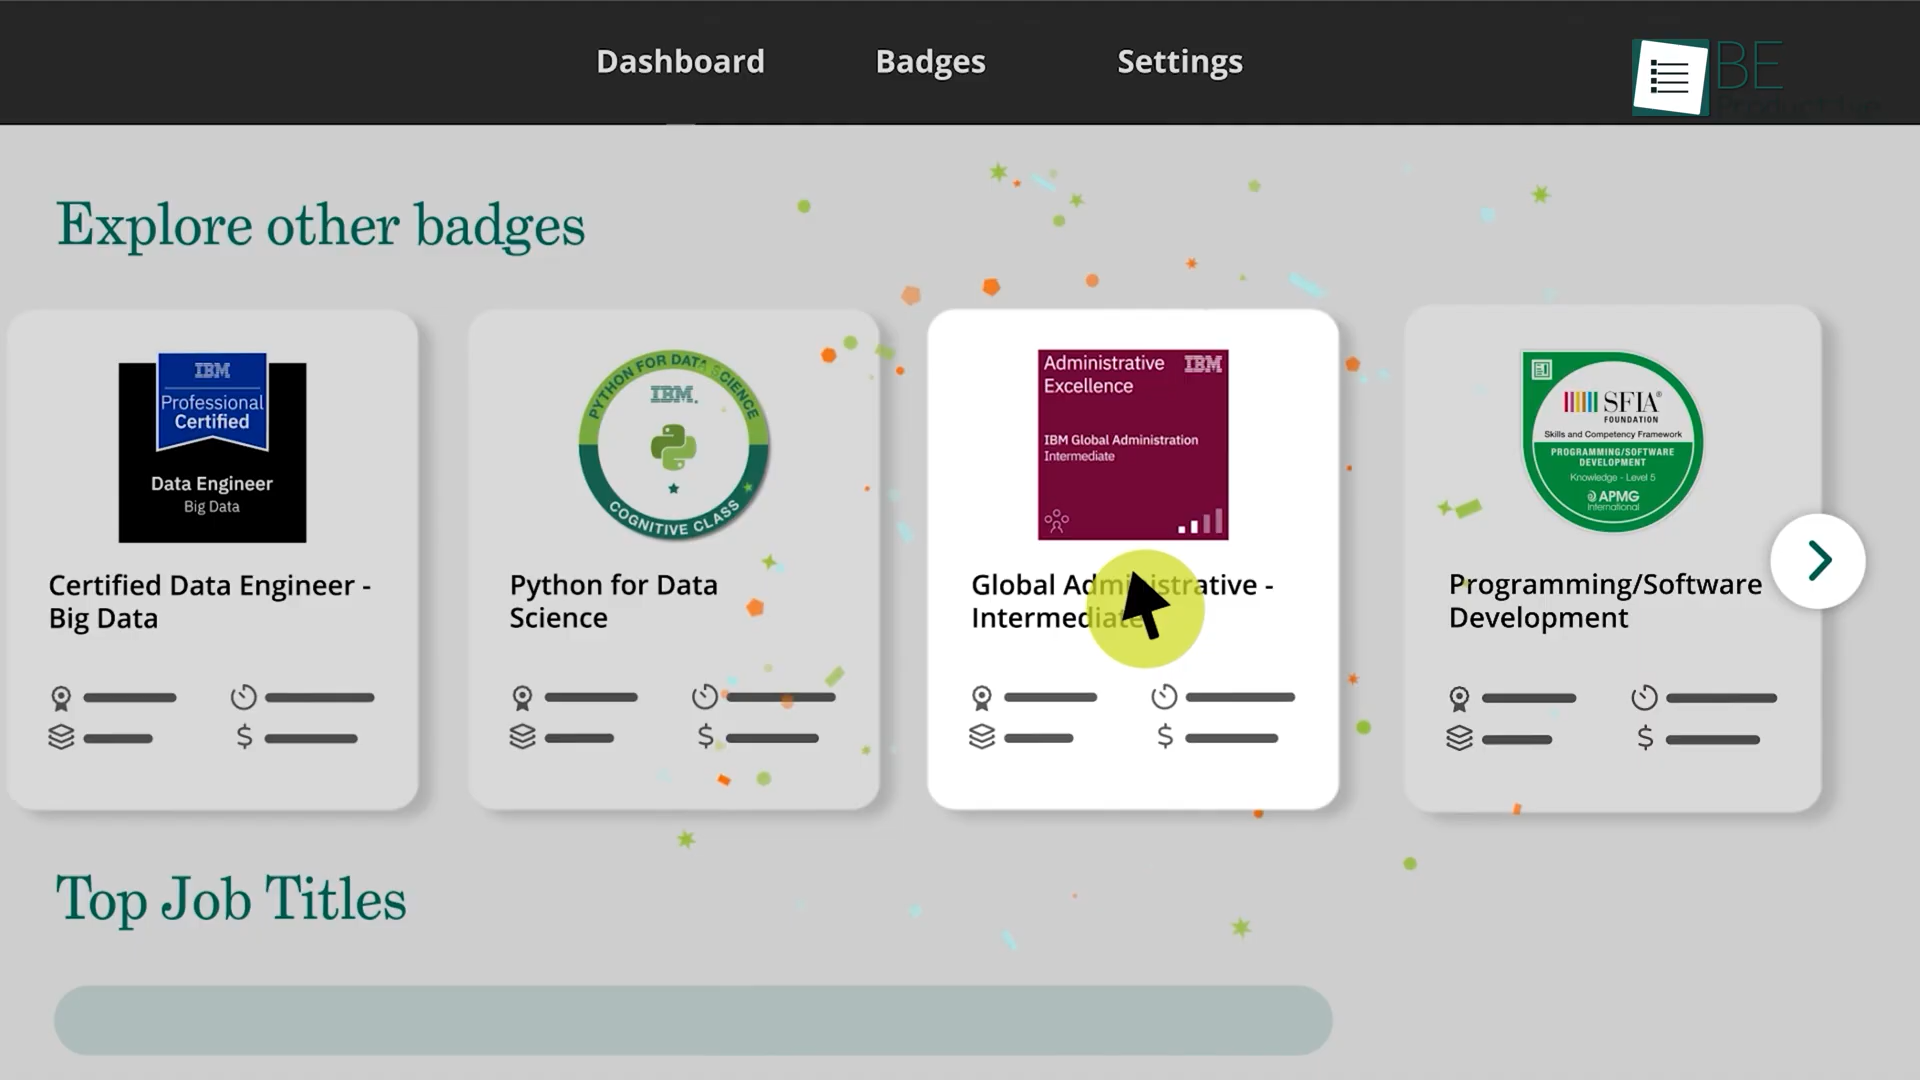 Dashboard
Badges
Settings
BE
Productive
Explore other badges
IBM
Professional
Certified
Data Engineer
Big Data
Certified Data Engineer -
Big Data
$
PYTHON FOR DATA SCIENCE
IBM.
COGNITIVE CLASS
Python for Data
Science
$
Administrative
Excellence
IBM
IBM Global Administration
Intermediate
Global Administrative -
Intermediate
$
SFIA®
FOUNDATION
Skills and Competency Framework
PROGRAMMING/SOFTWARE
DEVELOPMENT
Knowledge - Level 5
APMG
International
Programming/Software
Development
$
Top Job Titles